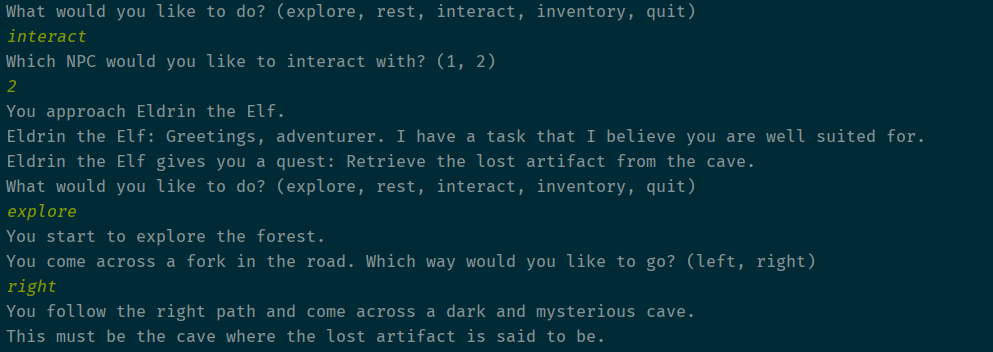 What would you like to do? (explore, rest, interact, inventory, quit)
interact
Which NPC would you like to interact with? (1, 2)
2
You approach Eldrin the Elf.
Eldrin the Elf: Greetings, adventurer. I have a task that I believe you are well suited for.
Eldrin the Elf gives you a quest: Retrieve the lost artifact from the cave.
What would you like to do? (explore, rest, interact, inventory, quit)
explore
You start to explore the forest.
You come across a fork in the road. Which way would you like to go? (left, right)
right
You follow the right path and come across a dark and mysterious cave.
This must be the cave where the lost artifact is said to be.